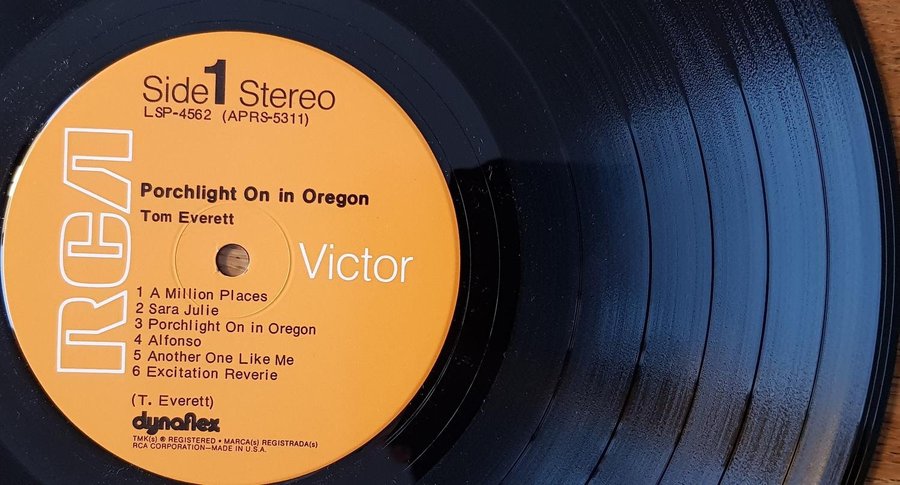 Side 1 Stereo
LSP-4562 (APRS-5311)
RCA
Porchlight On in Oregon
Tom Everett
Victor
1 A Million Places
2 Sara Julie
3 Porchlight On in Oregon
4 Alfonso
5 Another One Like Me
6 Excitation Reverie
(T. Everett)
dynaflex
TMK(s) ® REGISTERED • MARCA(s) REGISTRADA(s)
RCA CORPORATION—MADE IN U.S.A.